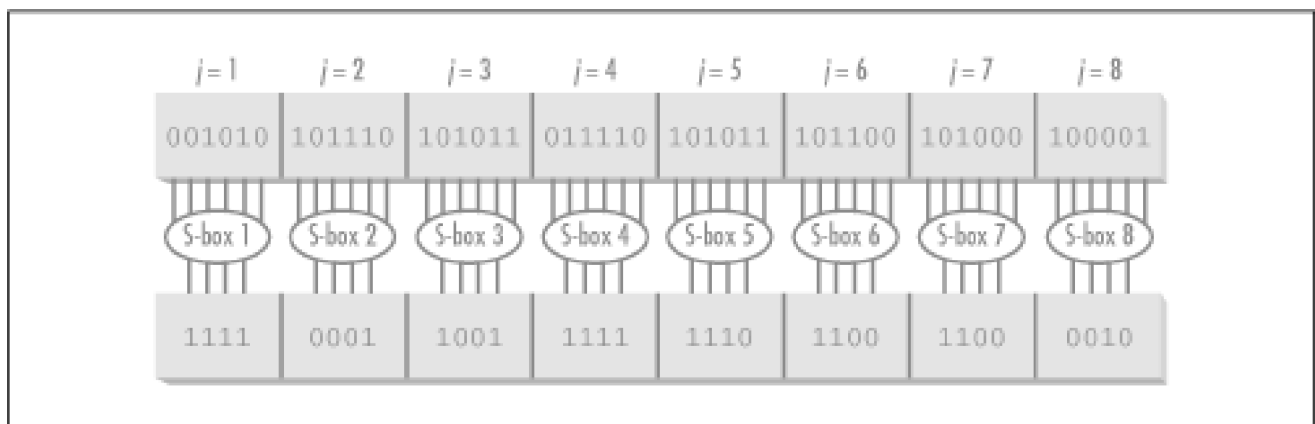 j = 1 j = 2 j = 3 j = 4 j = 5 j = 6 j = 7 j = 8
001010 101110 101011 011110 101011 101100 101000 100001
S-box 1 S-box 2 S-box 3 S-box 4 S-box 5 S-box 6 S-box 7 S-box 8
1111 0001 1001 1111 1110 1100 1100 0010